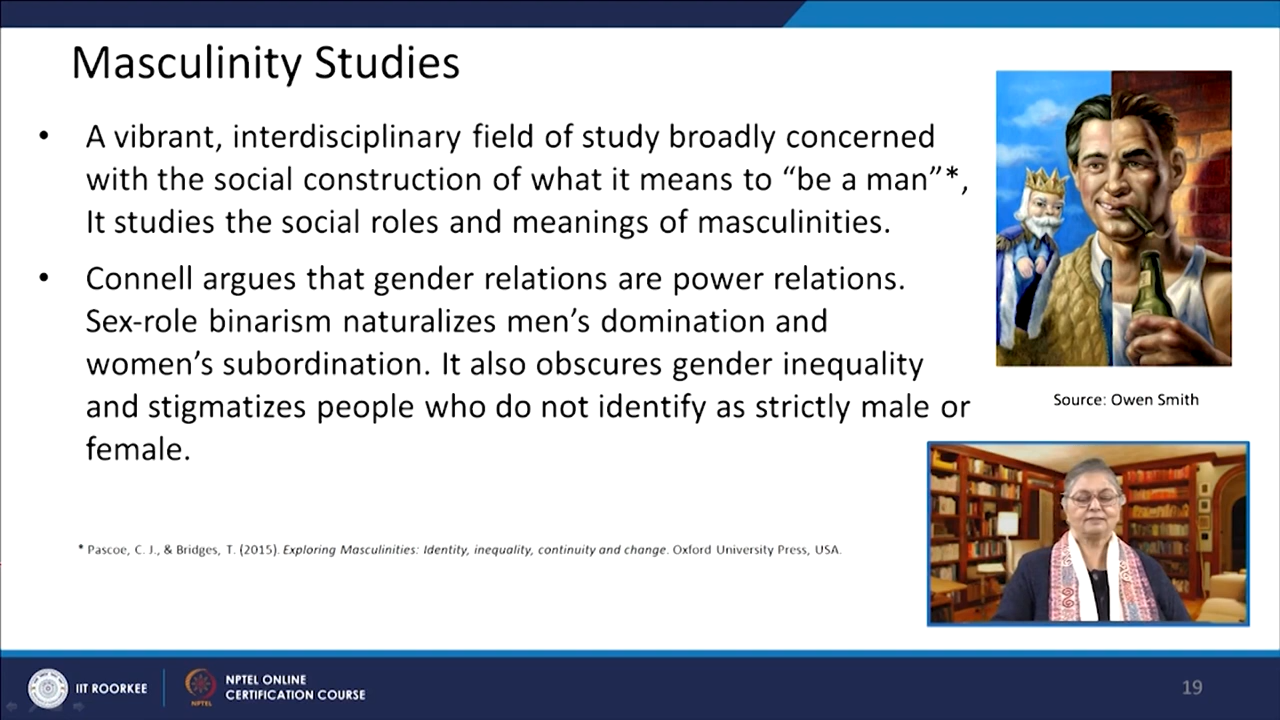 Masculinity Studies
• A vibrant, interdisciplinary field of study broadly concerned
with the social construction of what it means to “be a man”*,
It studies the social roles and meanings of masculinities.
• Connell argues that gender relations are power relations.
Sex-role binarism naturalizes men’s domination and
women’s subordination. It also obscures gender inequality
and stigmatizes people who do not identify as strictly male or
female.
Source: Owen Smith
* Pascoe, C. J., & Bridges, T. (2015). Exploring Masculinities: Identity, inequality, continuity and change. Oxford University Press, USA.
IIT ROORKEE
NPTEL
NPTEL ONLINE
CERTIFICATION COURSE
19